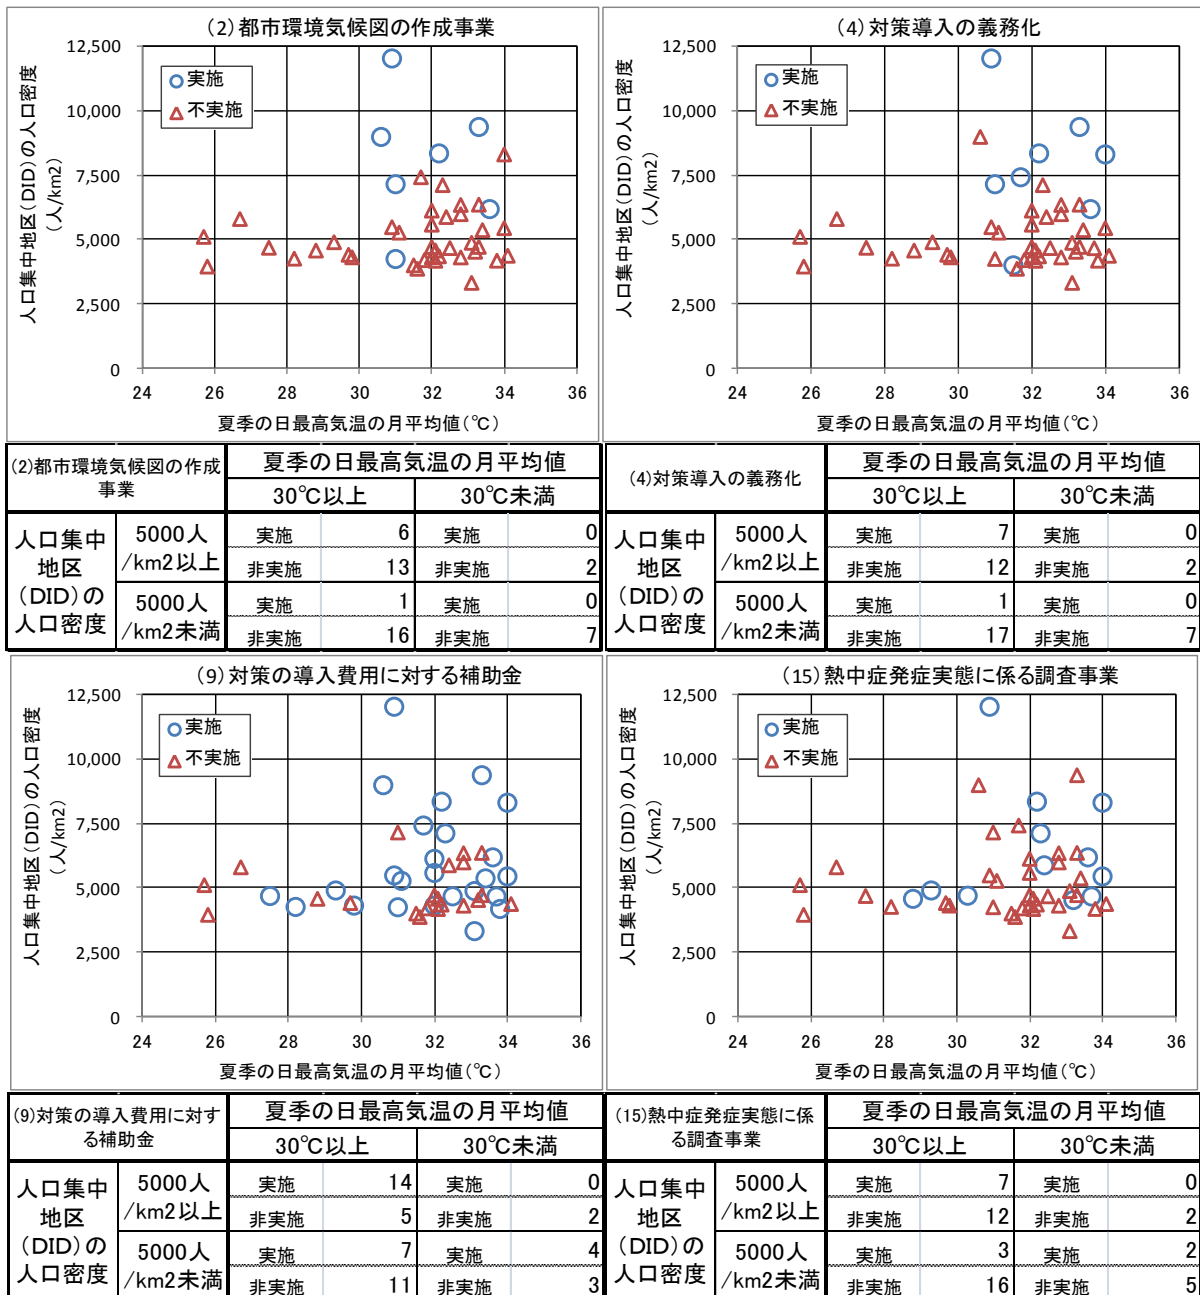 (2)都市環境気候図の作成事業
人口集中地区(DID)の人口密度
(人/km2)
12,500
10,000
7,500
5,000
2,500
0
実施
不実施
24 26 28 30 32 34 36
夏季の日最高気温の月平均値(℃)
(4)対策導入の義務化
人口集中地区(DID)の人口密度
(人/km2)
12,500
10,000
7,500
5,000
2,500
0
実施
不実施
24 26 28 30 32 34 36
夏季の日最高気温の月平均値(℃)
(2)都市環境気候図の作成
事業
夏季の日最高気温の月平均値
30℃以上 30℃未満
人口集中
地区
(DID)の
人口密度
5000人
/km2以上
実施 6 実施 0
非実施 13 非実施 2
5000人
/km2未満
実施 1 実施 0
非実施 16 非実施 7
(4)対策導入の義務化
夏季の日最高気温の月平均値
30℃以上 30℃未満
人口集中
地区
(DID)の
人口密度
5000人
/km2以上
実施 7 実施 0
非実施 12 非実施 2
5000人
/km2未満
実施 1 実施 0
非実施 17 非実施 7
(9)対策の導入費用に対する補助金
人口集中地区(DID)の人口密度
(人/km2)
12,500
10,000
7,500
5,000
2,500
0
実施
不実施
24 26 28 30 32 34 36
夏季の日最高気温の月平均値(℃)
(15)熱中症発症実態に係る調査事業
人口集中地区(DID)の人口密度
(人/km2)
12,500
10,000
7,500
5,000
2,500
0
実施
不実施
24 26 28 30 32 34 36
夏季の日最高気温の月平均値(℃)
(9)対策の導入費用に対す
る補助金
夏季の日最高気温の月平均値
30℃以上 30℃未満
人口集中
地区
(DID)の
人口密度
5000人
/km2以上
実施 14 実施 0
非実施 5 非実施 2
5000人
/km2未満
実施 7 実施 4
非実施 11 非実施 3
(15)熱中症発症実態に係
る調査事業
夏季の日最高気温の月平均値
30℃以上 30℃未満
人口集中
地区
(DID)の
人口密度
5000人
/km2以上
実施 7 実施 0
非実施 12 非実施 2
5000人
/km2未満
実施 3 実施 2
非実施 16 非実施 5